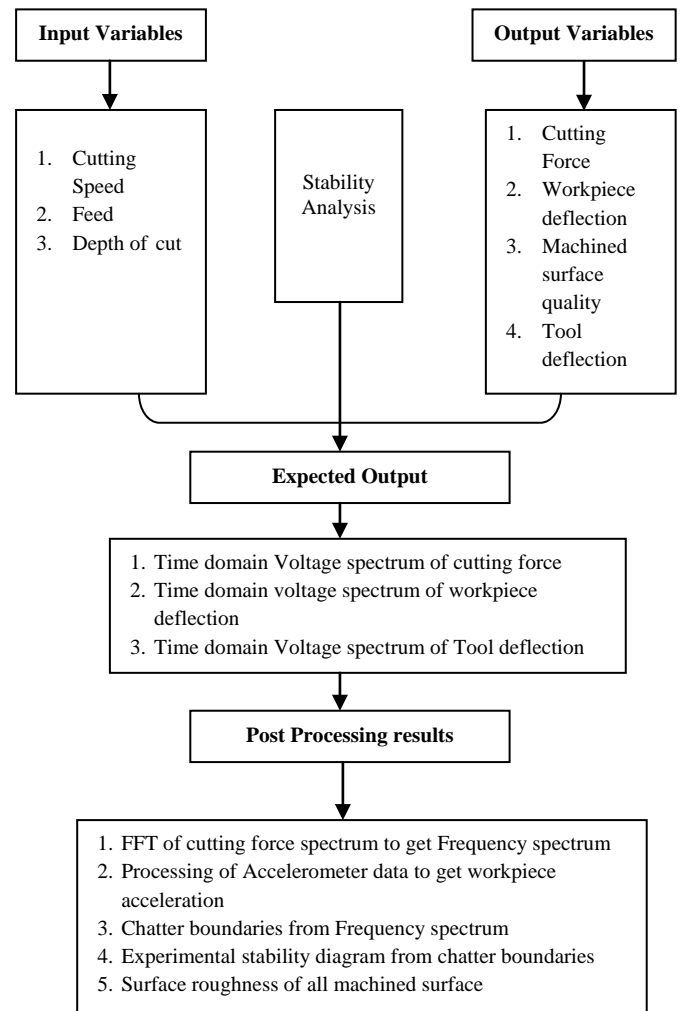 Input Variables
Output Variables
1. Cutting
Speed
2. Feed
3. Depth of cut
Stability
Analysis
1. Cutting
Force
2. Workpiece
deflection
3. Machined
surface
quality
4. Tool
deflection
Expected Output
1. Time domain Voltage spectrum of cutting force
2. Time domain voltage spectrum of workpiece
deflection
3. Time domain Voltage spectrum of Tool deflection
Post Processing results
1. FFT of cutting force spectrum to get Frequency spectrum
2. Processing of Accelerometer data to get workpiece
acceleration
3. Chatter boundaries from Frequency spectrum
4. Experimental stability diagram from chatter boundaries
5. Surface roughness of all machined surface